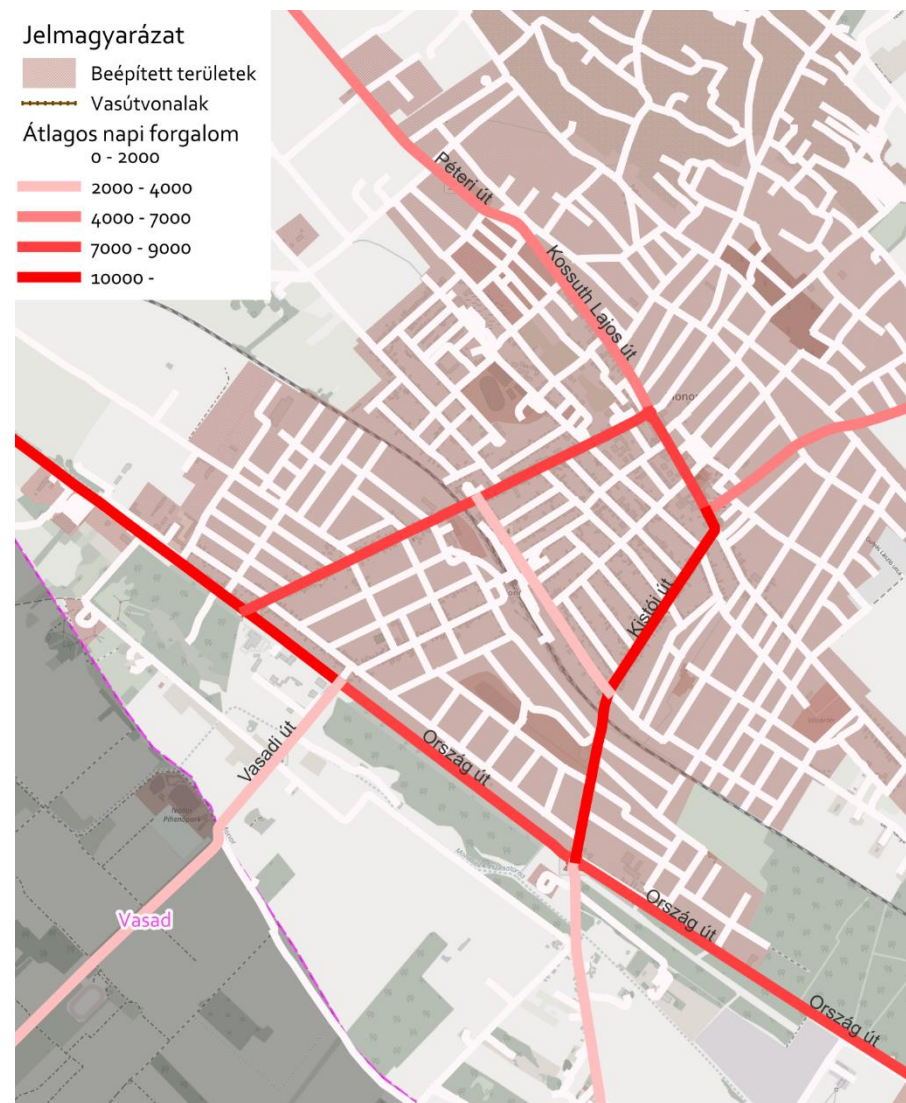 Jelmagyarázat
Beépített területek
Vasútvonalak
Átlagos napi forgalom
0 - 2000
2000 - 4000
4000 - 7000
7000 - 9000
10000 -
Péteri út
Kossuth Lajos út
Kistói út
Vasadi út
Ország út
Vasad
Ország út
Ország út